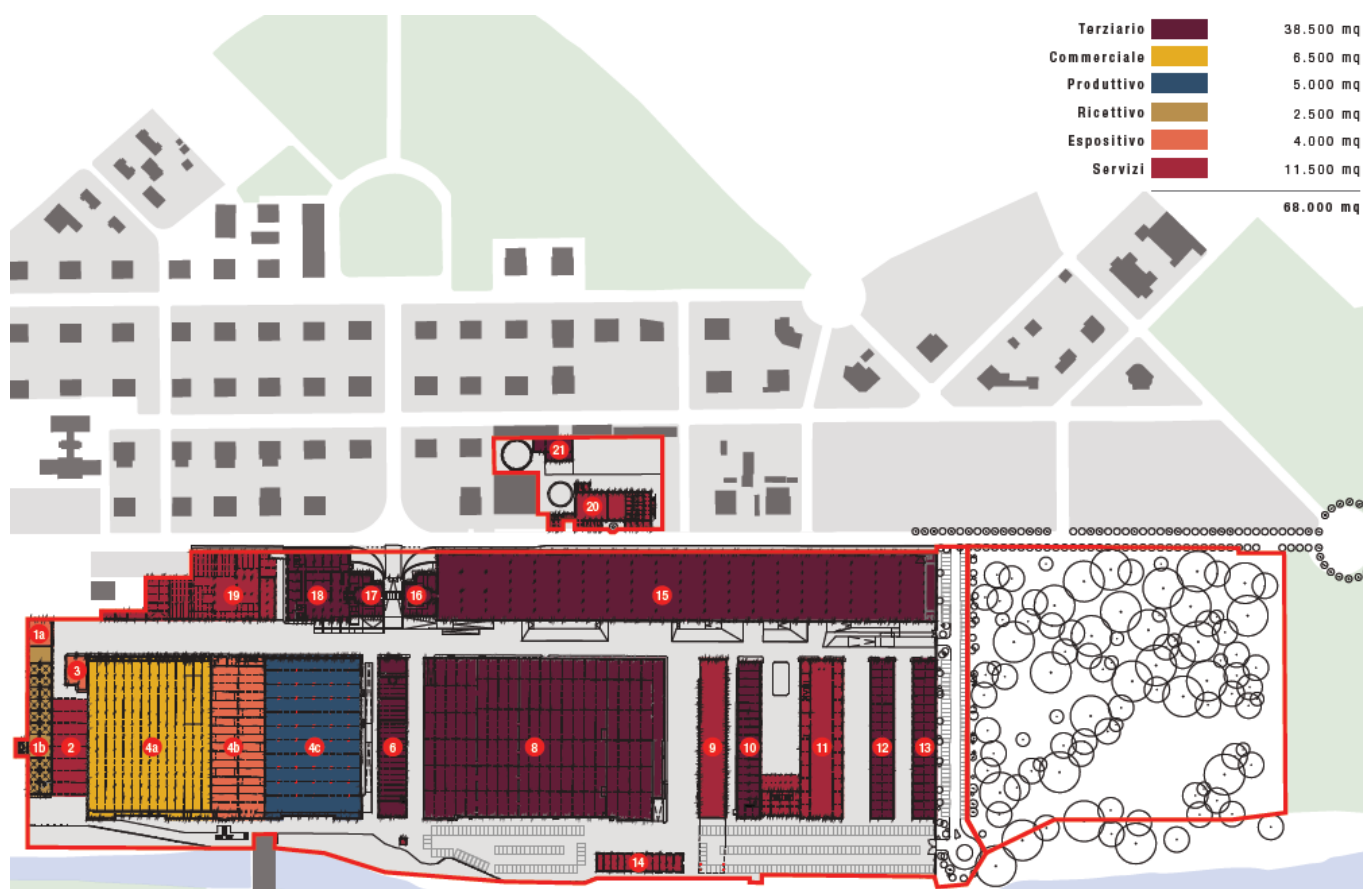 Terziario 38.500 mq
Commerciale 6.500 mq
Produttivo 5.000 mq
Ricettivo 2.500 mq
Espositivo 4.000 mq
Servizi 11.500 mq
68.000 mq
21
20
19
18
17
16
15
1a
3
1b
2
4a
4b
4c
6
8
9
10
11
12
13
14